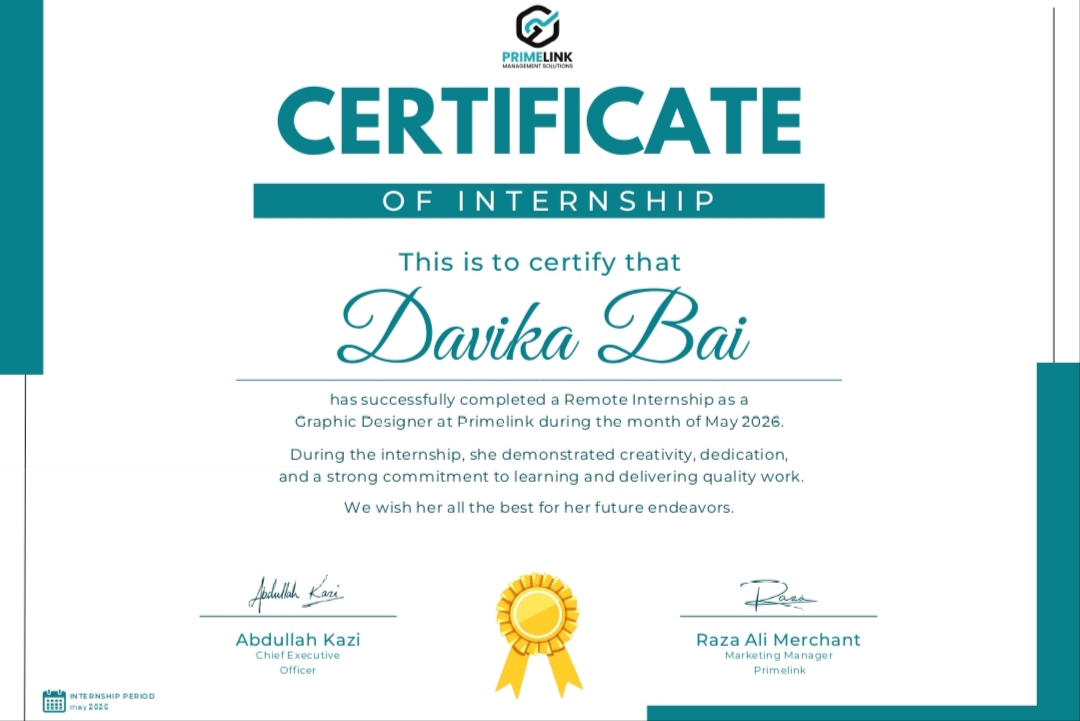 PRIMELINK
MANAGEMENT SOLUTIONS
CERTIFICATE
OF INTERNSHIP
This is to certify that
Davika Bai
has successfully completed a Remote Internship as a
Graphic Designer at Primelink during the month of May 2026.
During the internship, she demonstrated creativity, dedication,
and a strong commitment to learning and delivering quality work.
We wish her all the best for her future endeavors.
Abdullah Kazi
Raza
Abdullah Kazi
Chief Executive
Officer
Raza Ali Merchant
Marketing Manager
Primelink
INTERNSHIP PERIOD
may 2026